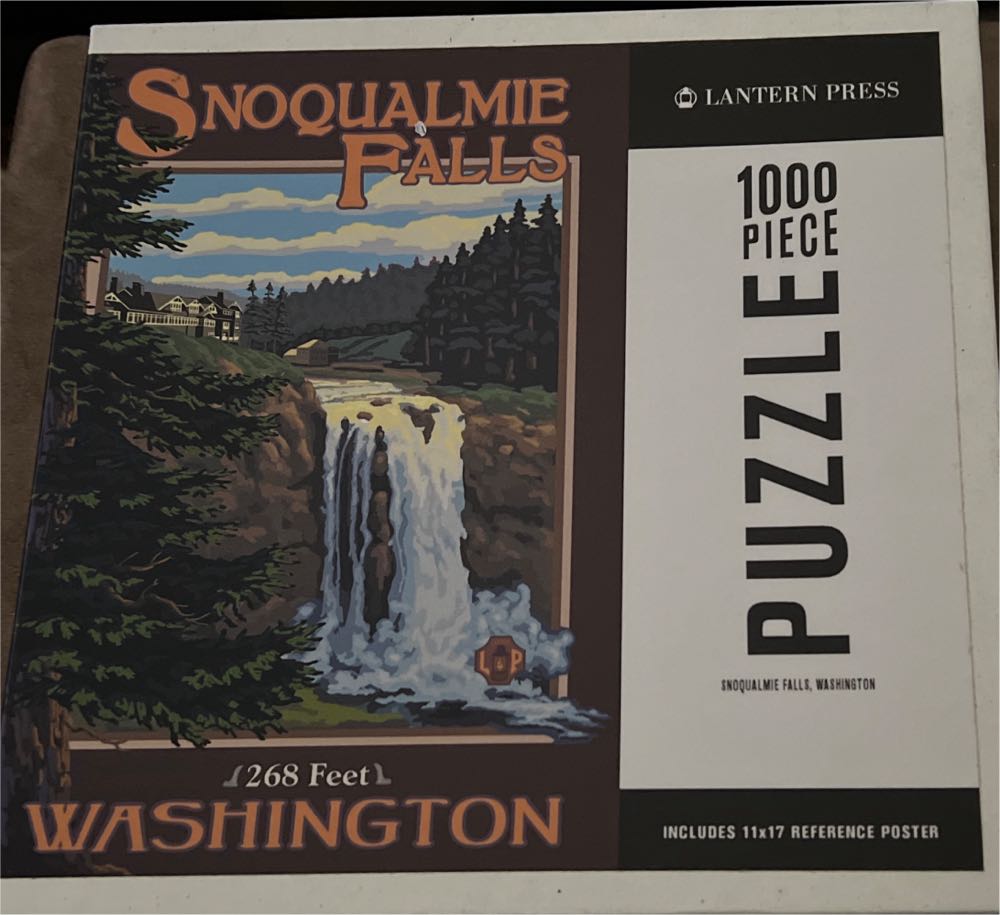 SNOQUALMIE
FALLS
L P
268 Feet
WASHINGTON
LANTERN PRESS
1000
PIECE
PUZZLE
SNOQUALMIE FALLS, WASHINGTON
INCLUDES 11x17 REFERENCE POSTER